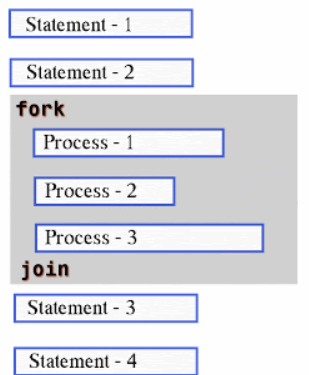 Statement - 1
Statement - 2
fork
Process - 1
Process - 2
Process - 3
join
Statement - 3
Statement - 4